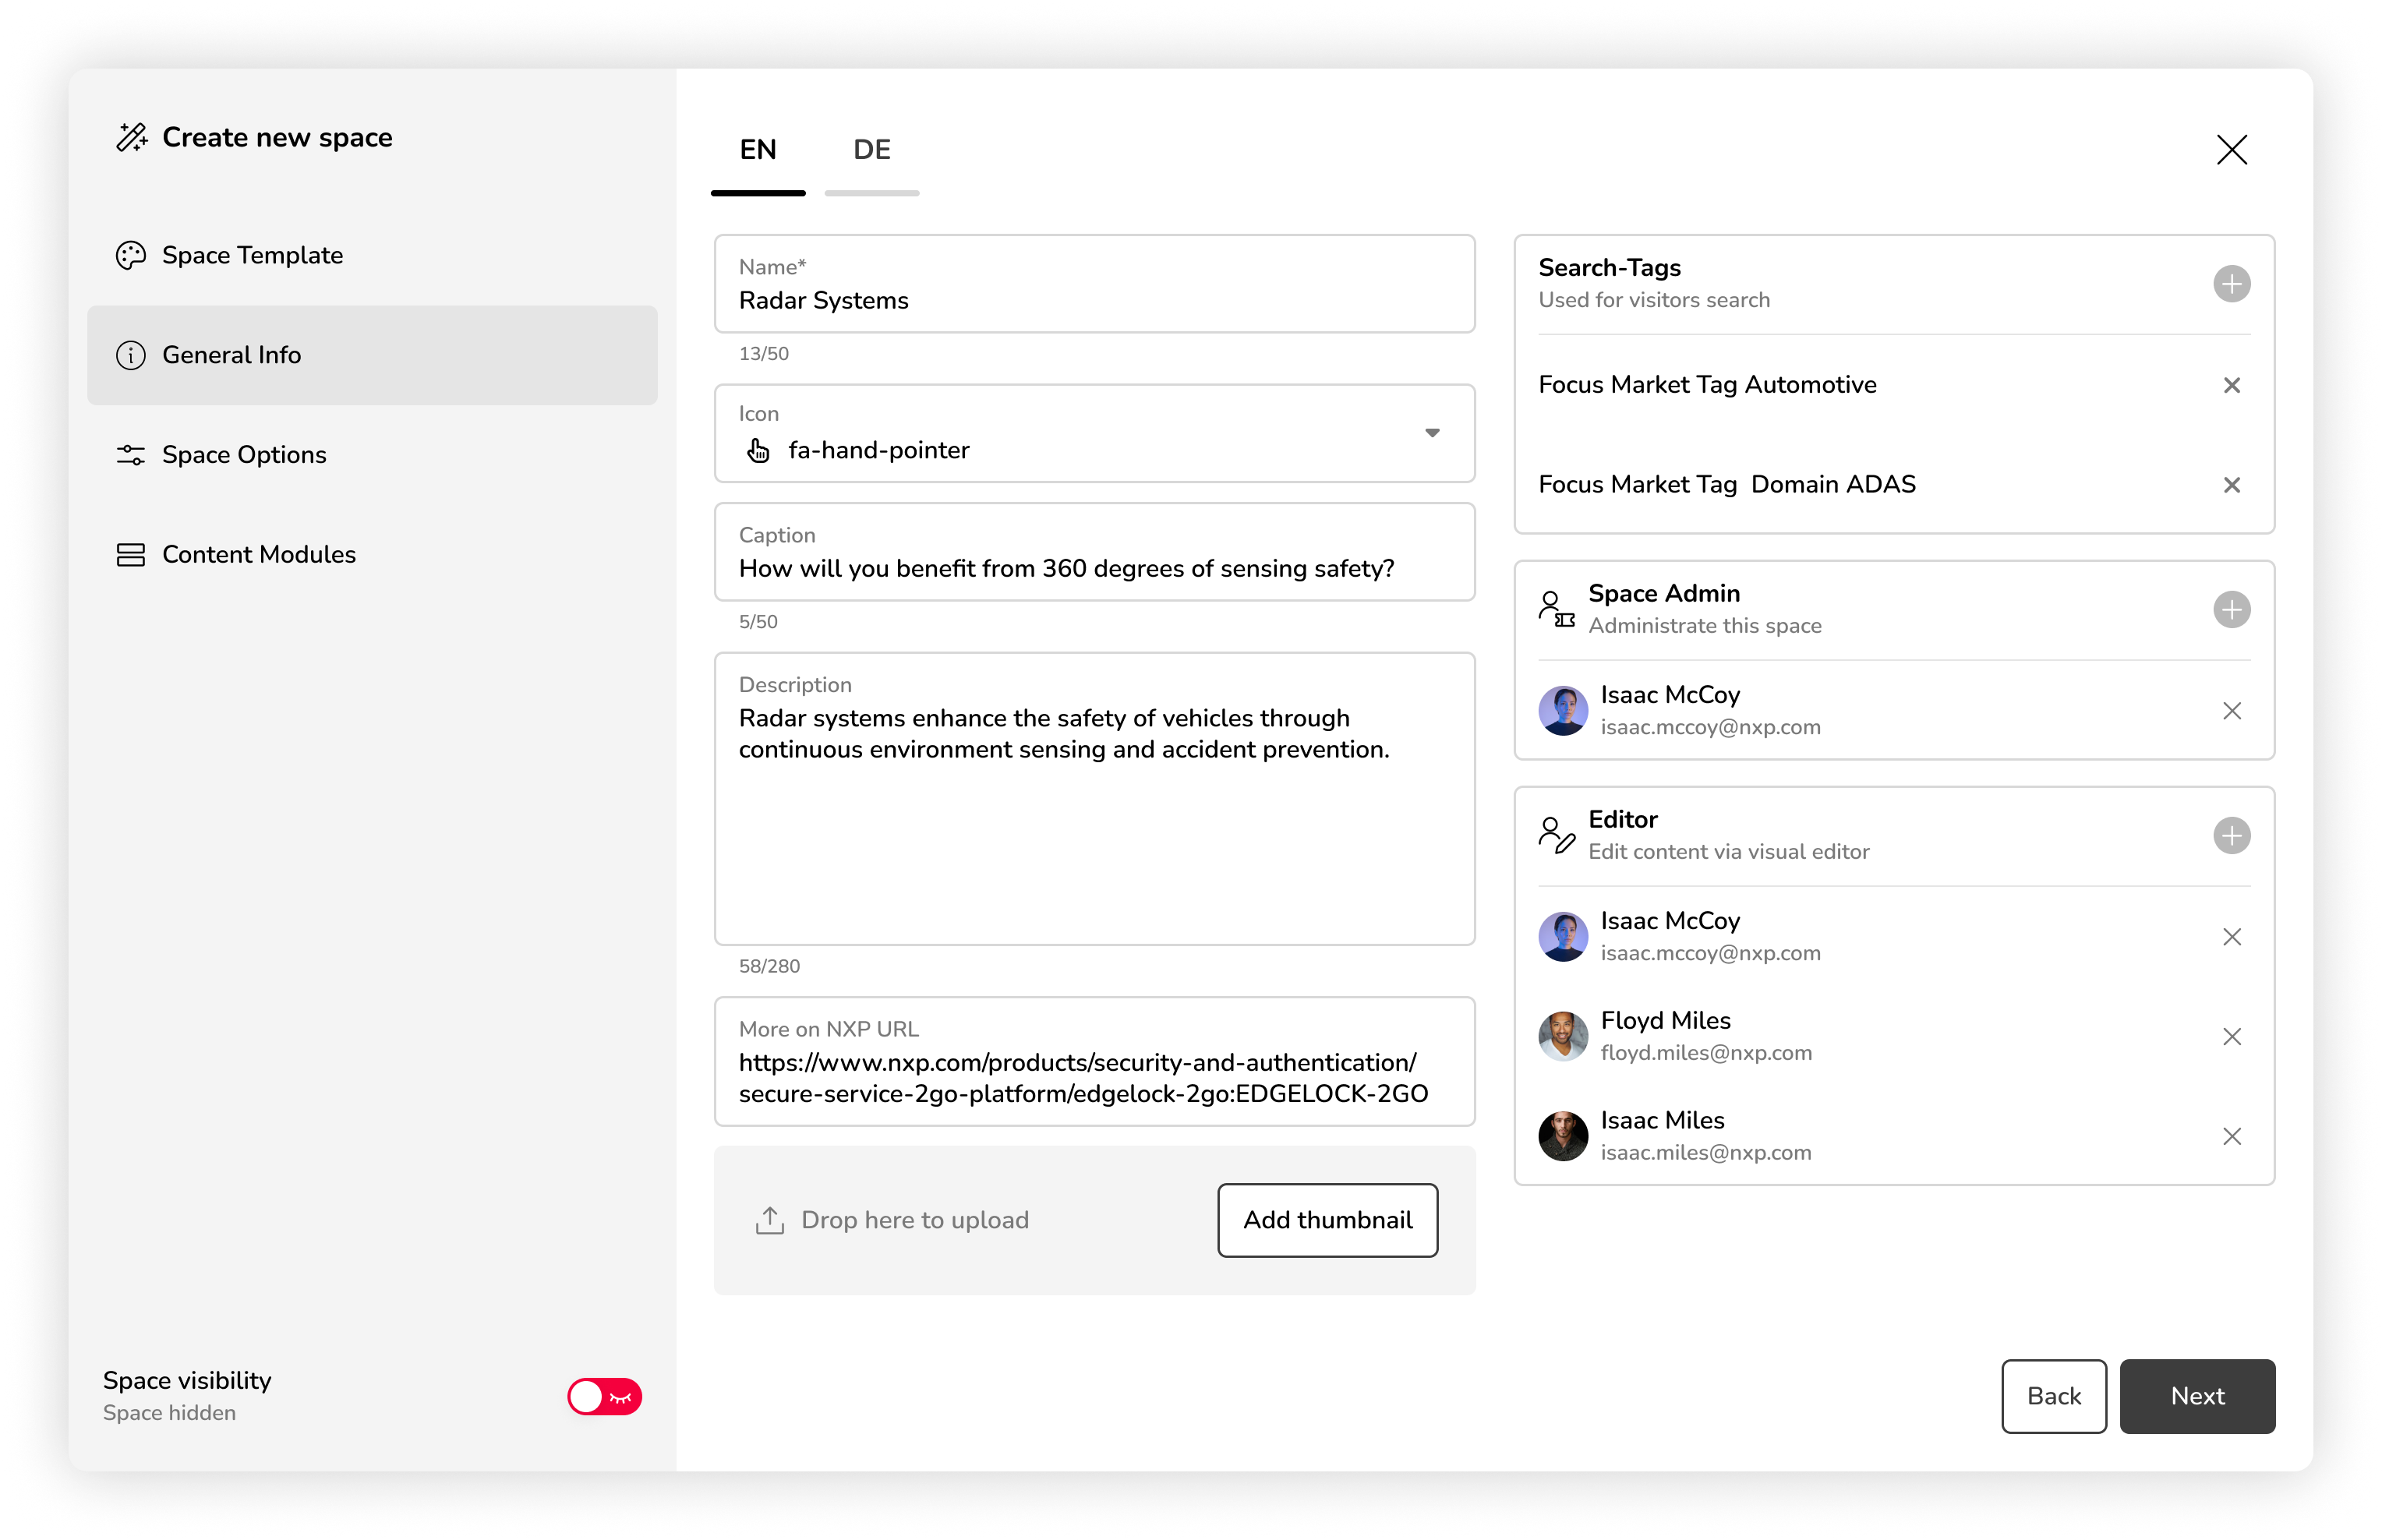 Create new space
Space Template
General Info
Space Options
Content Modules
Space visibility
Space hidden
EN
DE
Name*
Radar Systems
13/50
Icon
fa-hand-pointer
Caption
How will you benefit from 360 degrees of sensing safety?
5/50
Description
Radar systems enhance the safety of vehicles through
continuous environment sensing and accident prevention.
58/280
More on NXP URL
https://www.nxp.com/products/security-and-authentication/
secure-service-2go-platform/edgelock-2go:EDGELOCK-2GO
Drop here to upload
Add thumbnail
Search-Tags
Used for visitors search
Focus Market Tag Automotive
Focus Market Tag  Domain ADAS
Space Admin
Administrate this space
Isaac McCoy
isaac.mccoy@nxp.com
Editor
Edit content via visual editor
Isaac McCoy
isaac.mccoy@nxp.com
Floyd Miles
floyd.miles@nxp.com
Isaac Miles
isaac.miles@nxp.com
Back
Next